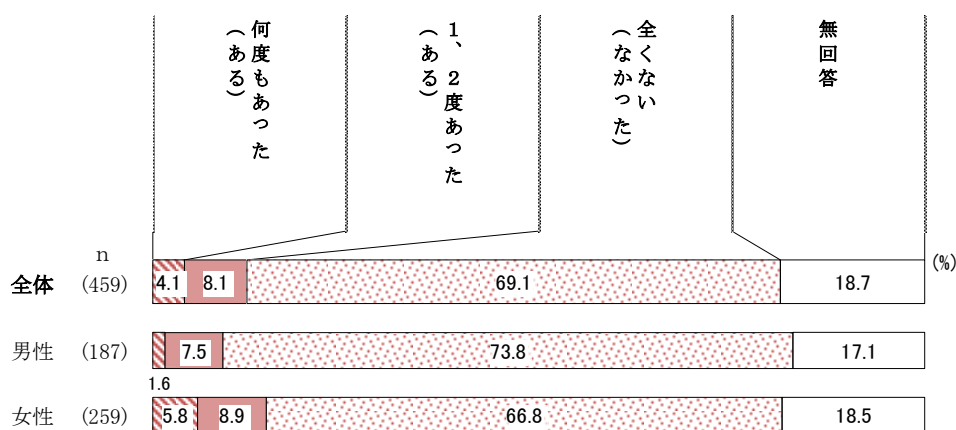 何度もあった
（ある）
１、２度あった
（ある）
全くない
（なかった）
無回答
(%)
n
全体 (459) 4.1 8.1 69.1 18.7
男性 (187) 7.5 73.8 17.1
1.6
女性 (259) 5.8 8.9 66.8 18.5